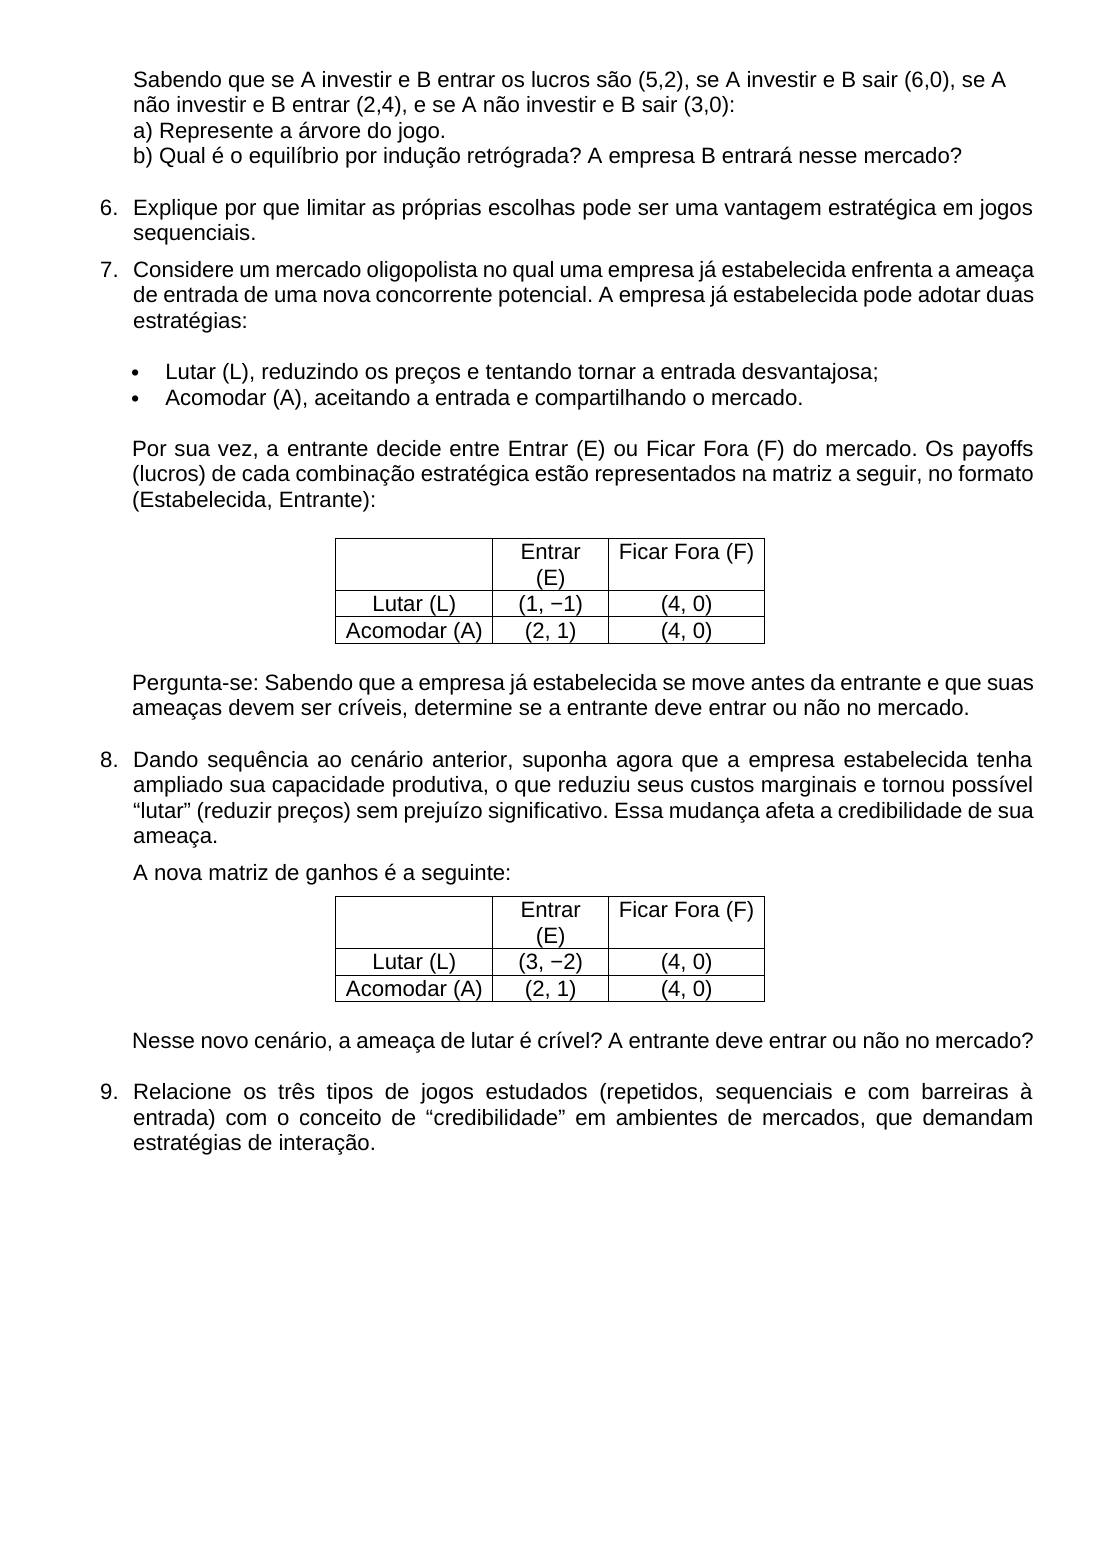 Sabendo que se A investir e B entrar os lucros são (5,2), se A investir e B sair (6,0), se A
não investir e B entrar (2,4), e se A não investir e B sair (3,0):
a) Represente a árvore do jogo.
b) Qual é o equilíbrio por indução retrógrada? A empresa B entrará nesse mercado?
6. Explique por que limitar as próprias escolhas pode ser uma vantagem estratégica em jogos
sequenciais.
7. Considere um mercado oligopolista no qual uma empresa já estabelecida enfrenta a ameaça
de entrada de uma nova concorrente potencial. A empresa já estabelecida pode adotar duas
estratégias:
• Lutar (L), reduzindo os preços e tentando tornar a entrada desvantajosa;
• Acomodar (A), aceitando a entrada e compartilhando o mercado.
Por sua vez, a entrante decide entre Entrar (E) ou Ficar Fora (F) do mercado. Os payoffs
(lucros) de cada combinação estratégica estão representados na matriz a seguir, no formato
(Estabelecida, Entrante):
Entrar Ficar Fora (F)
(E)
Lutar (L) (1, −1) (4, 0)
Acomodar (A) (2, 1) (4, 0)
Pergunta-se: Sabendo que a empresa já estabelecida se move antes da entrante e que suas
ameaças devem ser críveis, determine se a entrante deve entrar ou não no mercado.
8. Dando sequência ao cenário anterior, suponha agora que a empresa estabelecida tenha
ampliado sua capacidade produtiva, o que reduziu seus custos marginais e tornou possível
“lutar” (reduzir preços) sem prejuízo significativo. Essa mudança afeta a credibilidade de sua
ameaça.
A nova matriz de ganhos é a seguinte:
Entrar Ficar Fora (F)
(E)
Lutar (L) (3, −2) (4, 0)
Acomodar (A) (2, 1) (4, 0)
Nesse novo cenário, a ameaça de lutar é crível? A entrante deve entrar ou não no mercado?
9. Relacione os três tipos de jogos estudados (repetidos, sequenciais e com barreiras à
entrada) com o conceito de “credibilidade” em ambientes de mercados, que demandam
estratégias de interação.